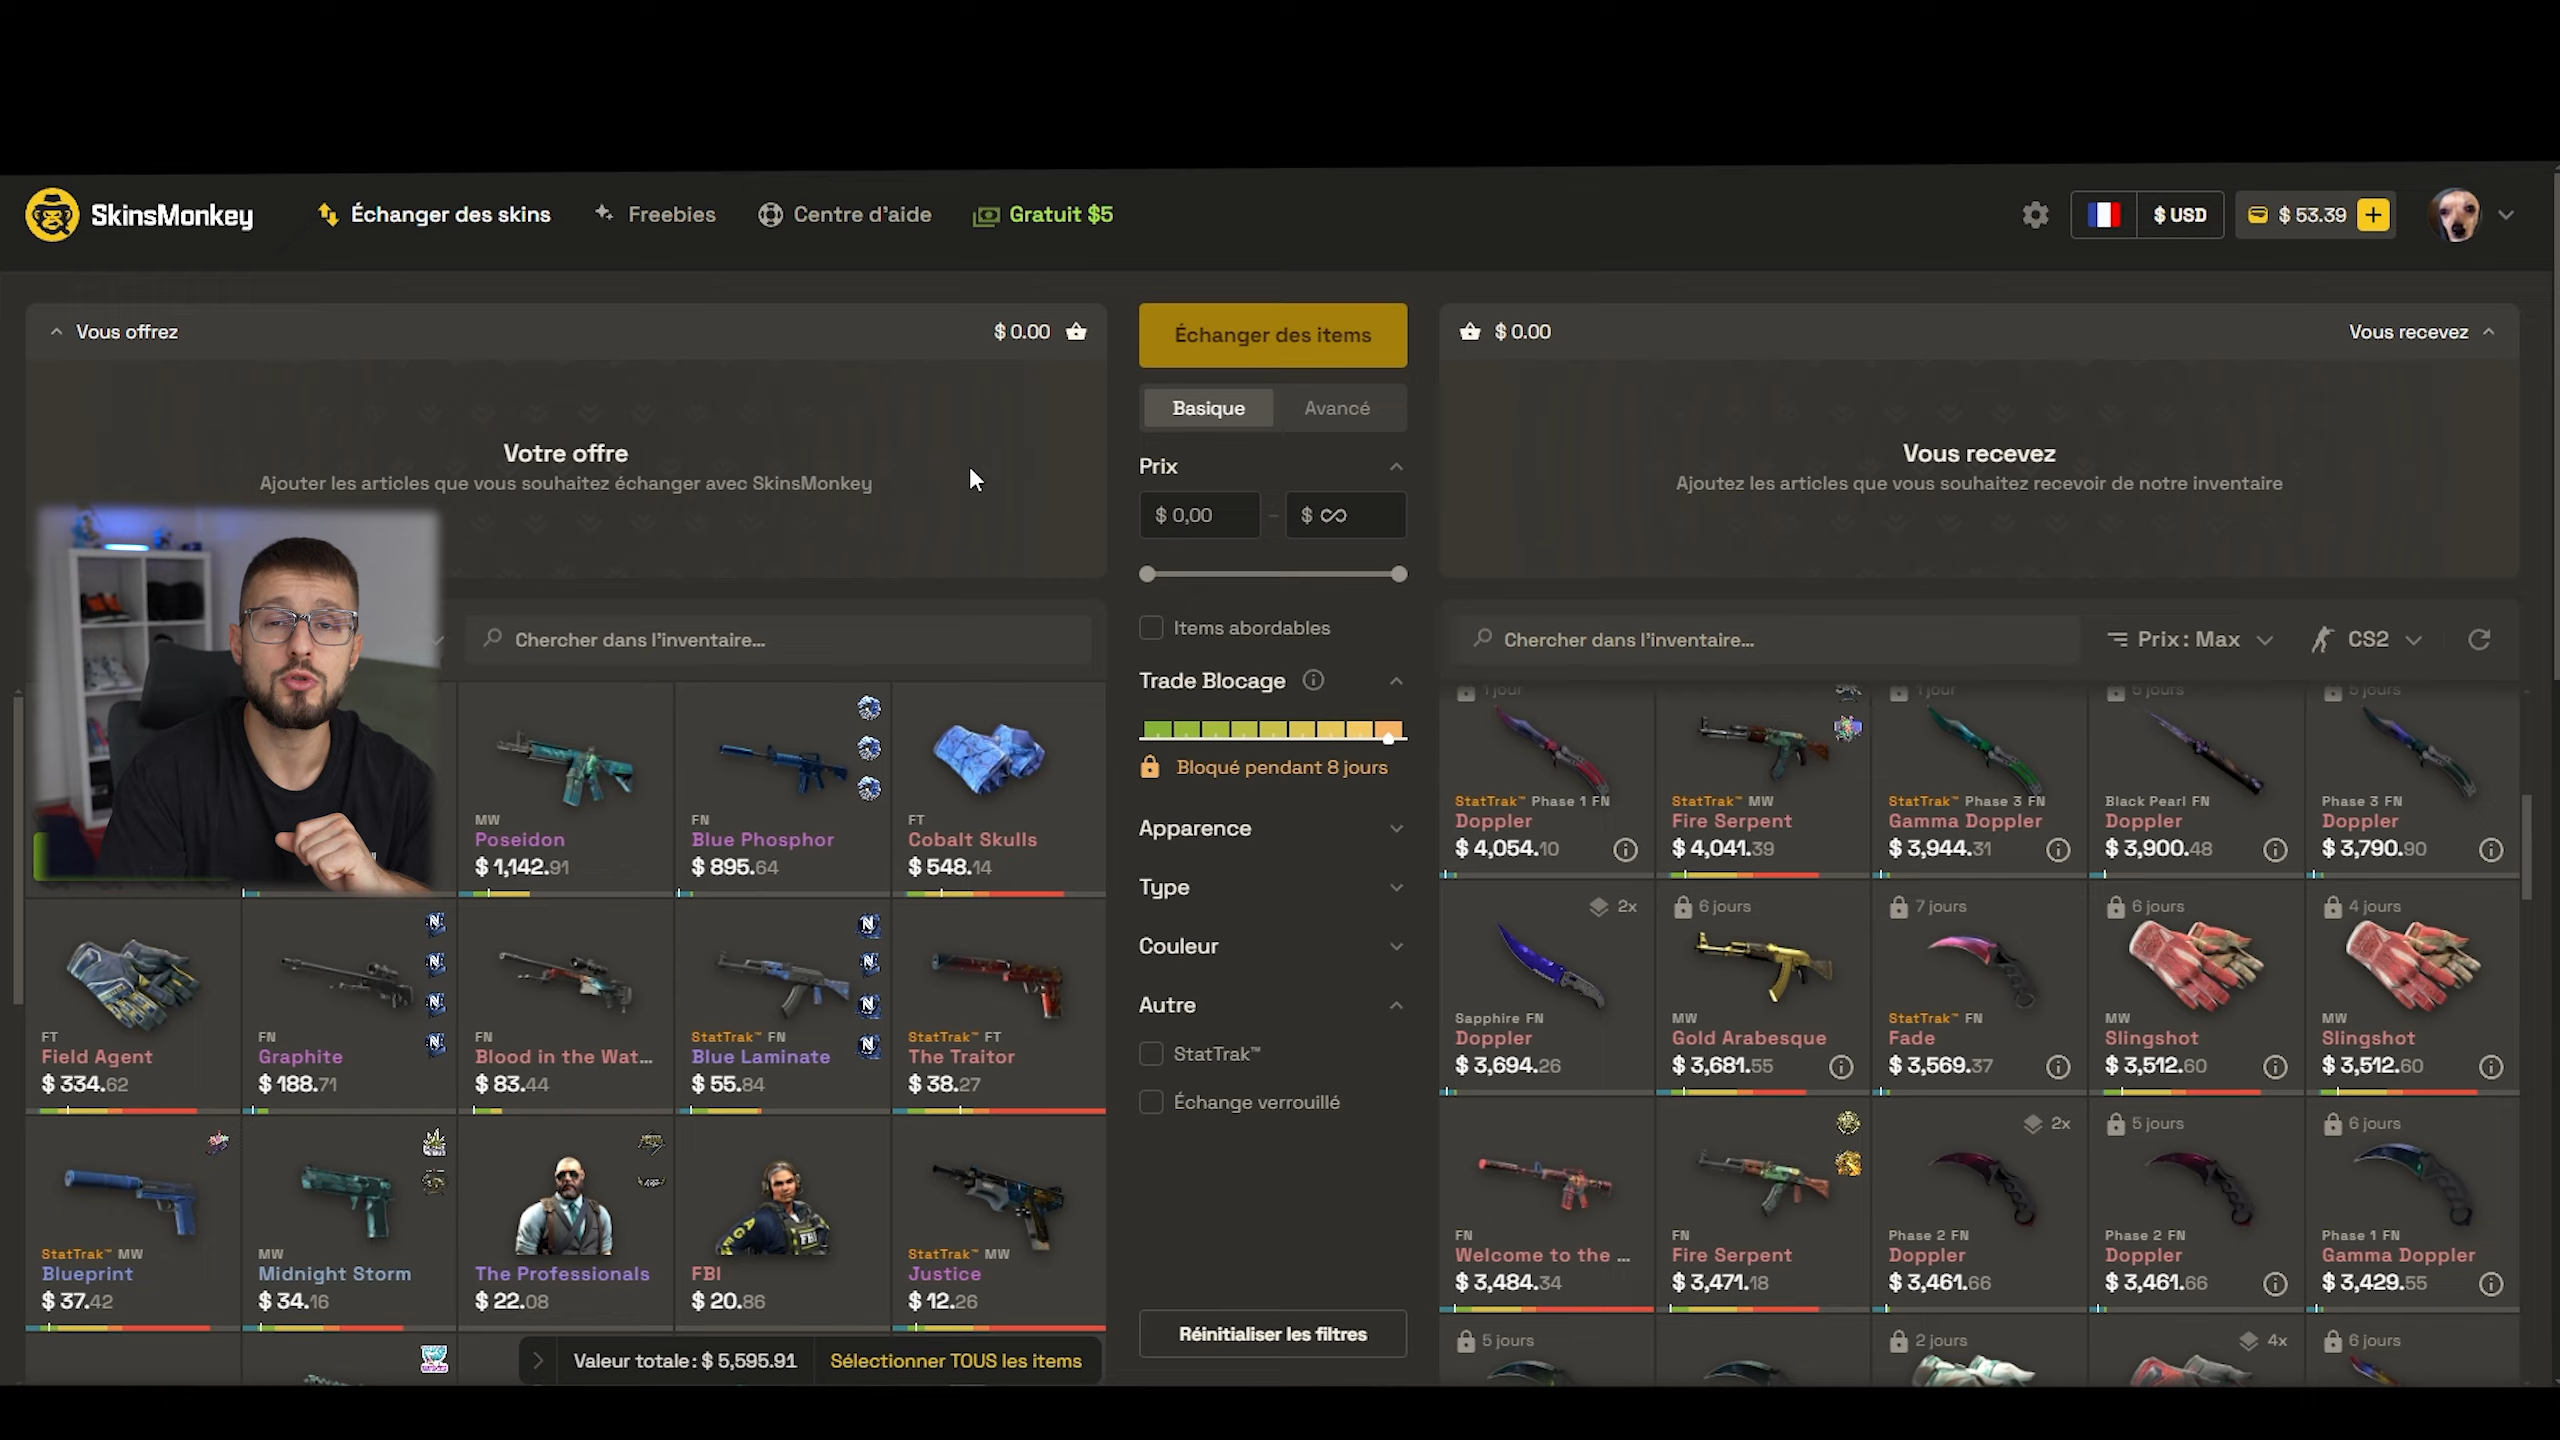 SkinsMonkey
Échanger des skins
Freebies
Centre d'aide
Gratuit $5
$ USD
$ 53.39
Vous offrez
$ 0.00
Votre offre
Ajouter les articles que vous souhaitez échanger avec SkinsMonkey
Chercher dans l'inventaire...
MW
Poseidon
$ 1,142.91
FN
Blue Phosphor
$ 895.64
FT
Cobalt Skulls
$ 548.14
FT
Field Agent
$ 334.62
FN
Graphite
$ 188.71
FN
Blood in the Wat...
$ 83.44
StatTrak™ FN
Blue Laminate
$ 55.84
StatTrak™ FT
The Traitor
$ 38.27
StatTrak™ MW
Blueprint
$ 37.42
MW
Midnight Storm
$ 34.16
The Professionals
$ 22.08
FBI
$ 20.86
StatTrak™ MW
Justice
$ 12.26
Valeur totale: $ 5,595.91
Sélectionner TOUS les items
Échanger des items
Basique
Avancé
Prix
$ 0,00
-
$ ∞
Items abordables
Trade Blocage
Bloqué pendant 8 jours
Apparence
Type
Couleur
Autre
StatTrak™
Échange verrouillé
Réinitialiser les filtres
$ 0.00
Vous recevez
Vous recevez
Ajoutez les articles que vous souhaitez recevoir de notre inventaire
Chercher dans l'inventaire...
Prix : Max
CS2
1 jour
StatTrak™ Phase 1 FN
Doppler
$ 4,054.10
StatTrak™ MW
Fire Serpent
$ 4,041.39
1 jour
StatTrak™ Phase 3 FN
Gamma Doppler
$ 3,944.31
5 jours
Black Pearl FN
Doppler
$ 3,900.48
5 jours
Phase 3 FN
Doppler
$ 3,790.90
2x
Sapphire FN
Doppler
$ 3,694.26
6 jours
MW
Gold Arabesque
$ 3,681.55
7 jours
StatTrak™ FN
Fade
$ 3,569.37
6 jours
MW
Slingshot
$ 3,512.60
4 jours
MW
Slingshot
$ 3,512.60
FN
Welcome to the ...
$ 3,484.34
FN
Fire Serpent
$ 3,471.18
2x
Phase 2 FN
Doppler
$ 3,461.66
5 jours
Phase 2 FN
Doppler
$ 3,461.66
6 jours
Phase 1 FN
Gamma Doppler
$ 3,429.55
5 jours
2 jours
4x
6 jours